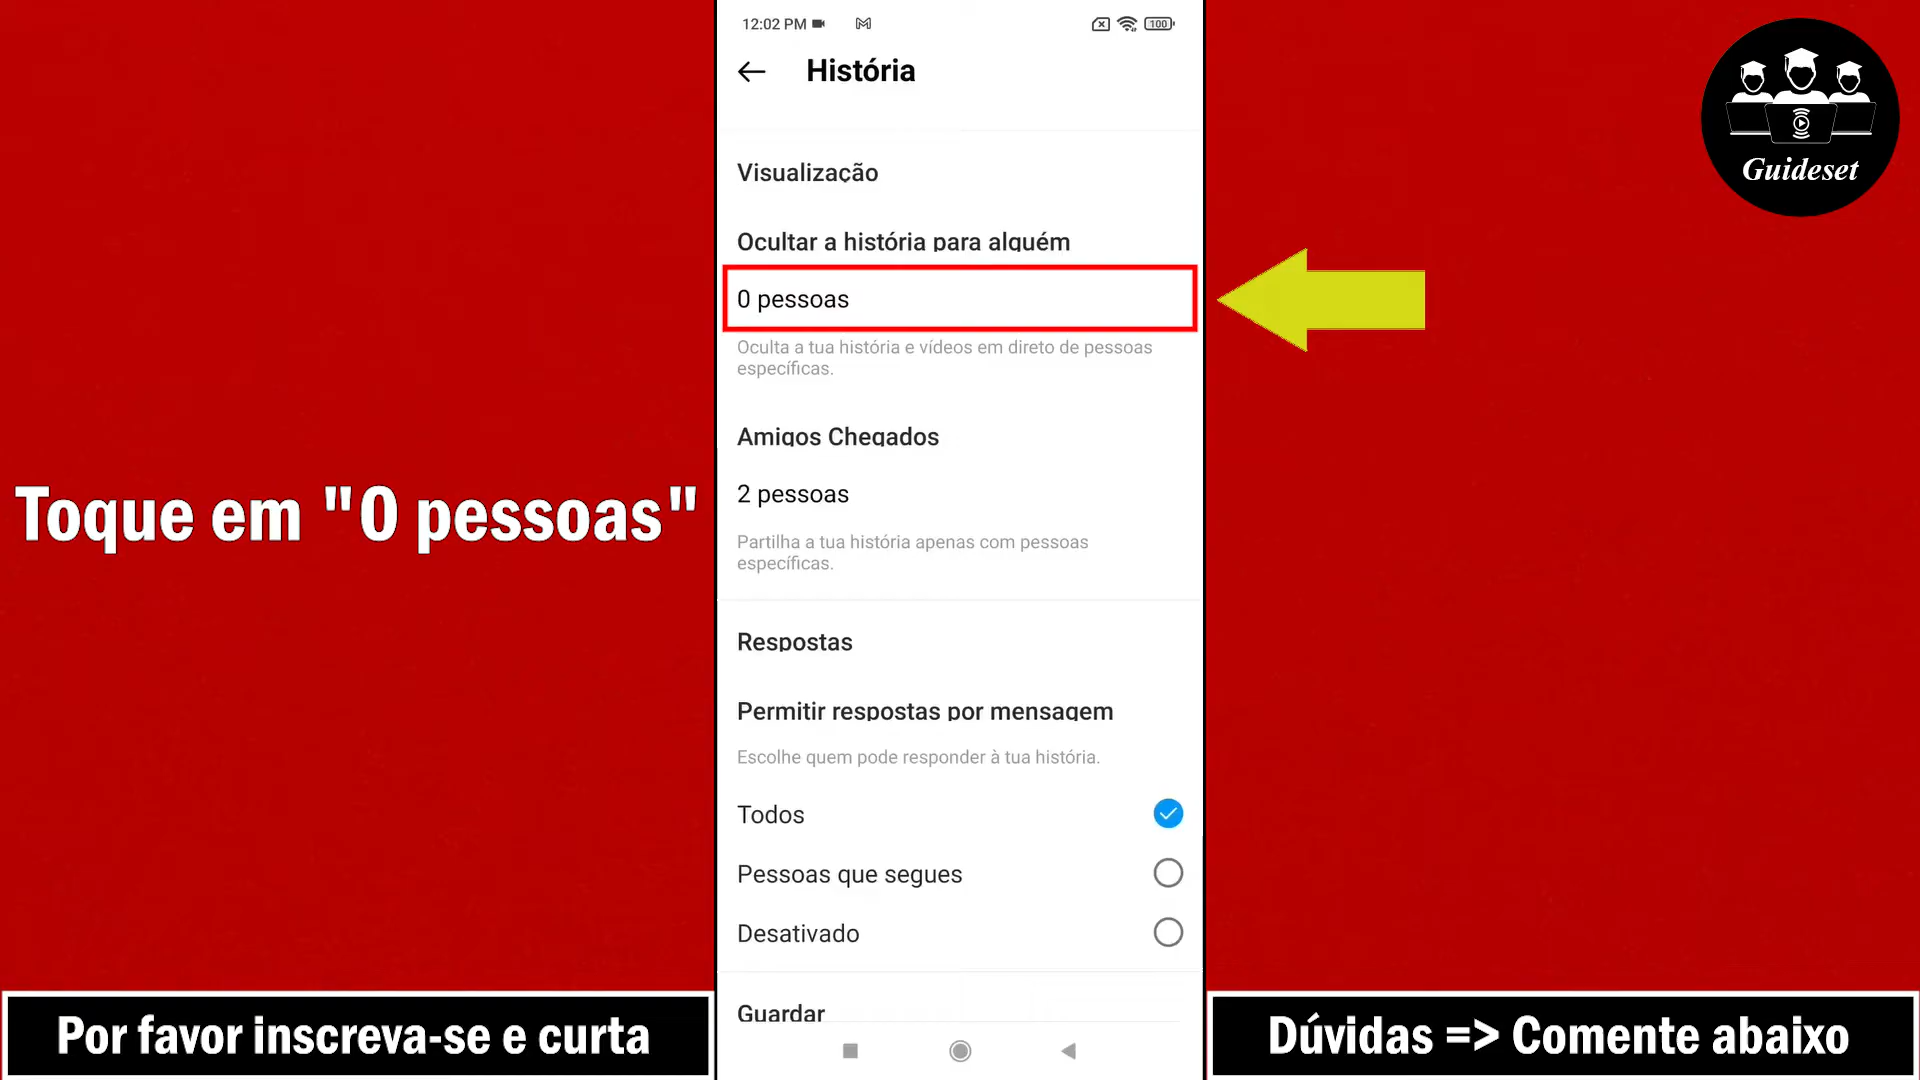 12:02 PM
100
História
Guideset
Visualização
Ocultar a história para alguém
0 pessoas
Oculta a tua história e vídeos em direto de pessoas
específicas.
Amigos Chegados
2 pessoas
Toque em "0 pessoas"
Partilha a tua história apenas com pessoas
específicas.
Respostas
Permitir respostas por mensagem
Escolhe quem pode responder à tua história.
Todos
Pessoas que segues
Desativado
Guardar
Por favor inscreva-se e curta
Dúvidas => Comente abaixo